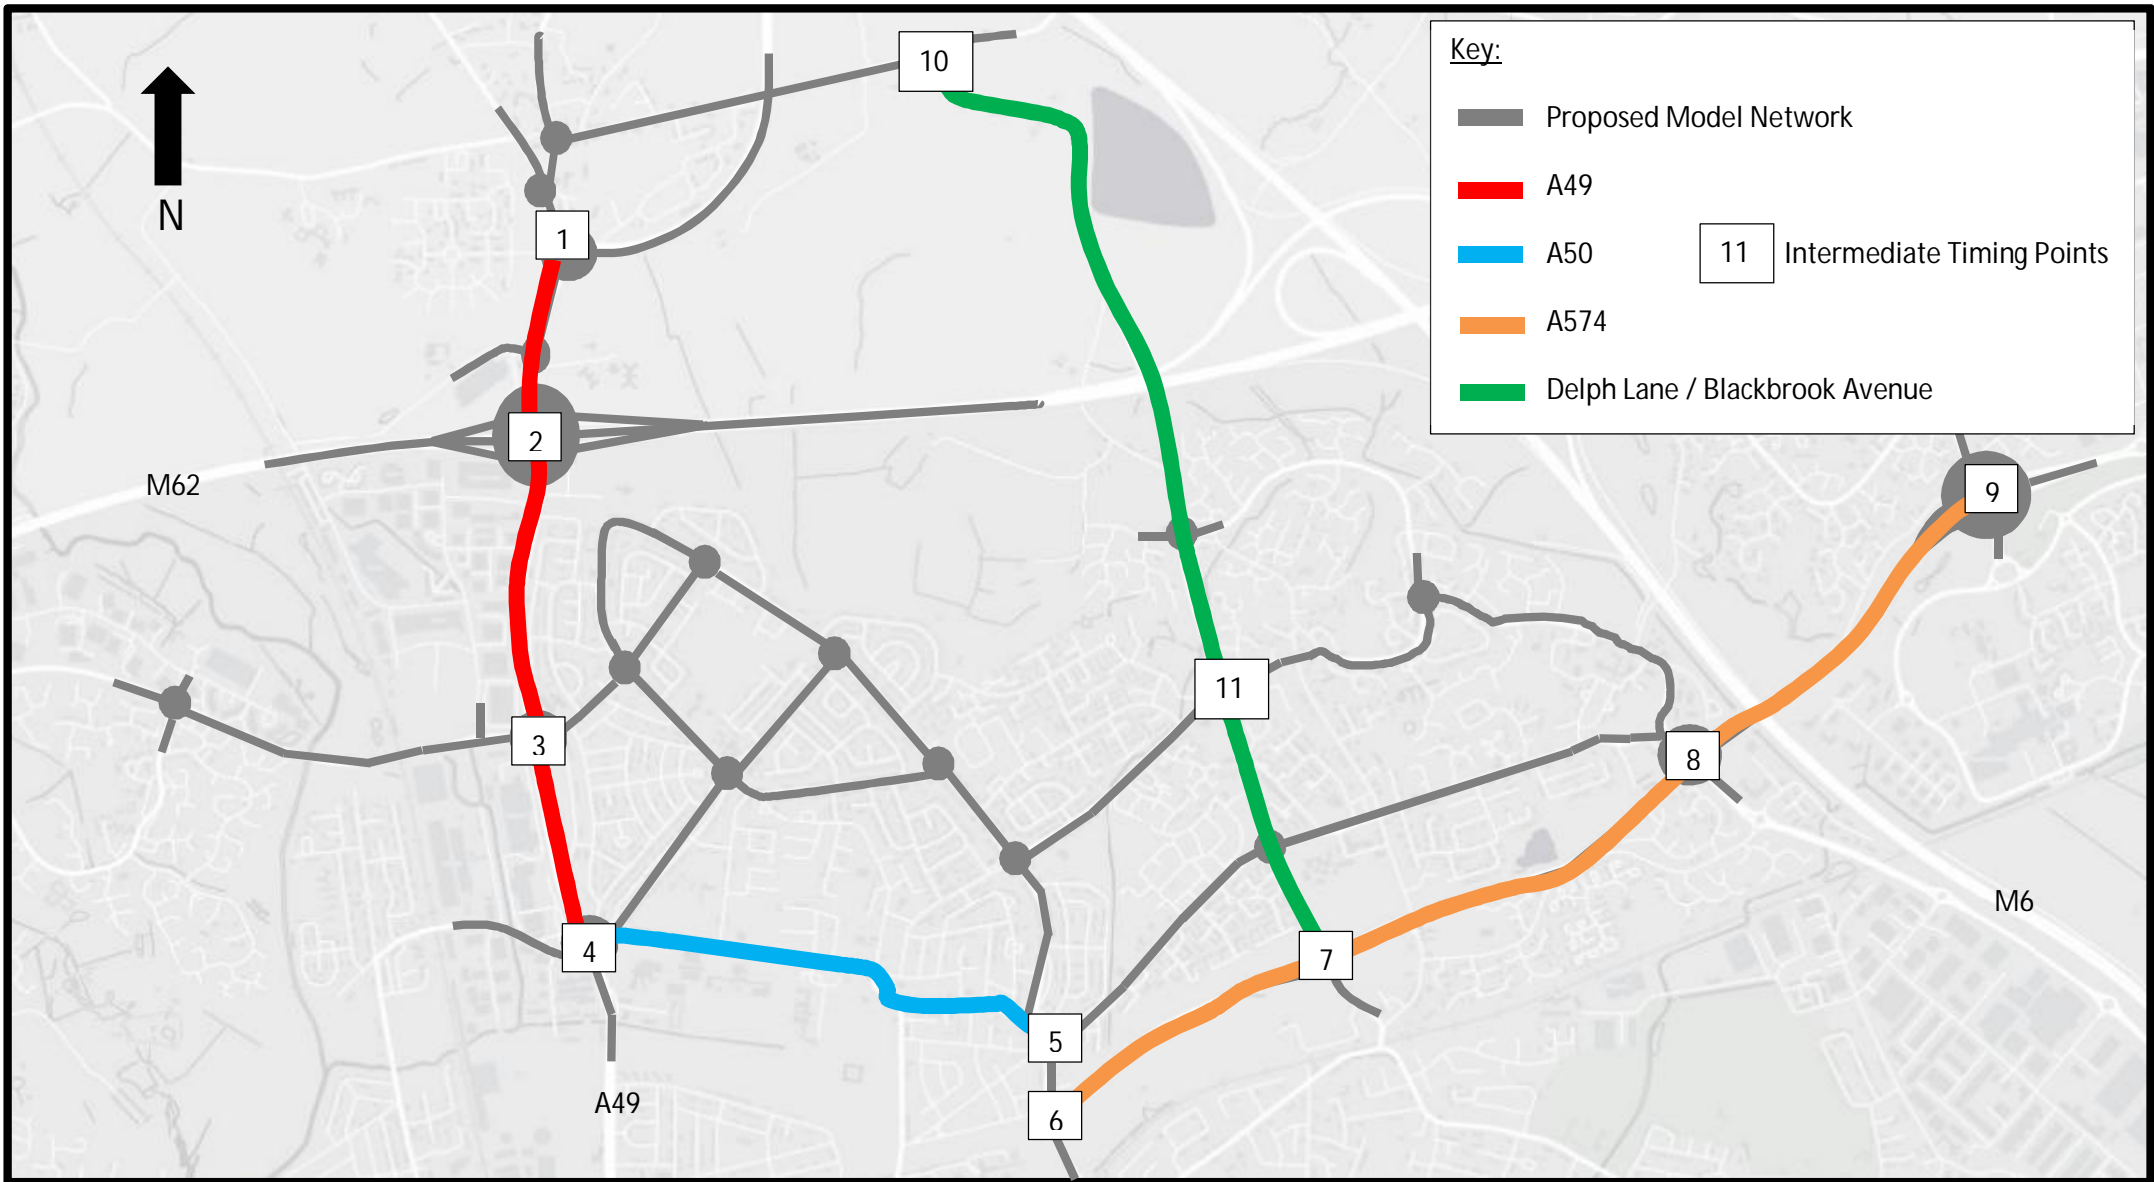 10
Key:
Proposed Model Network
A49
A50
11 Intermediate Timing Points
A574
Delph Lane / Blackbrook Avenue
N
1
2
M62
9
11
3
8
M6
4
7
5
A49
6